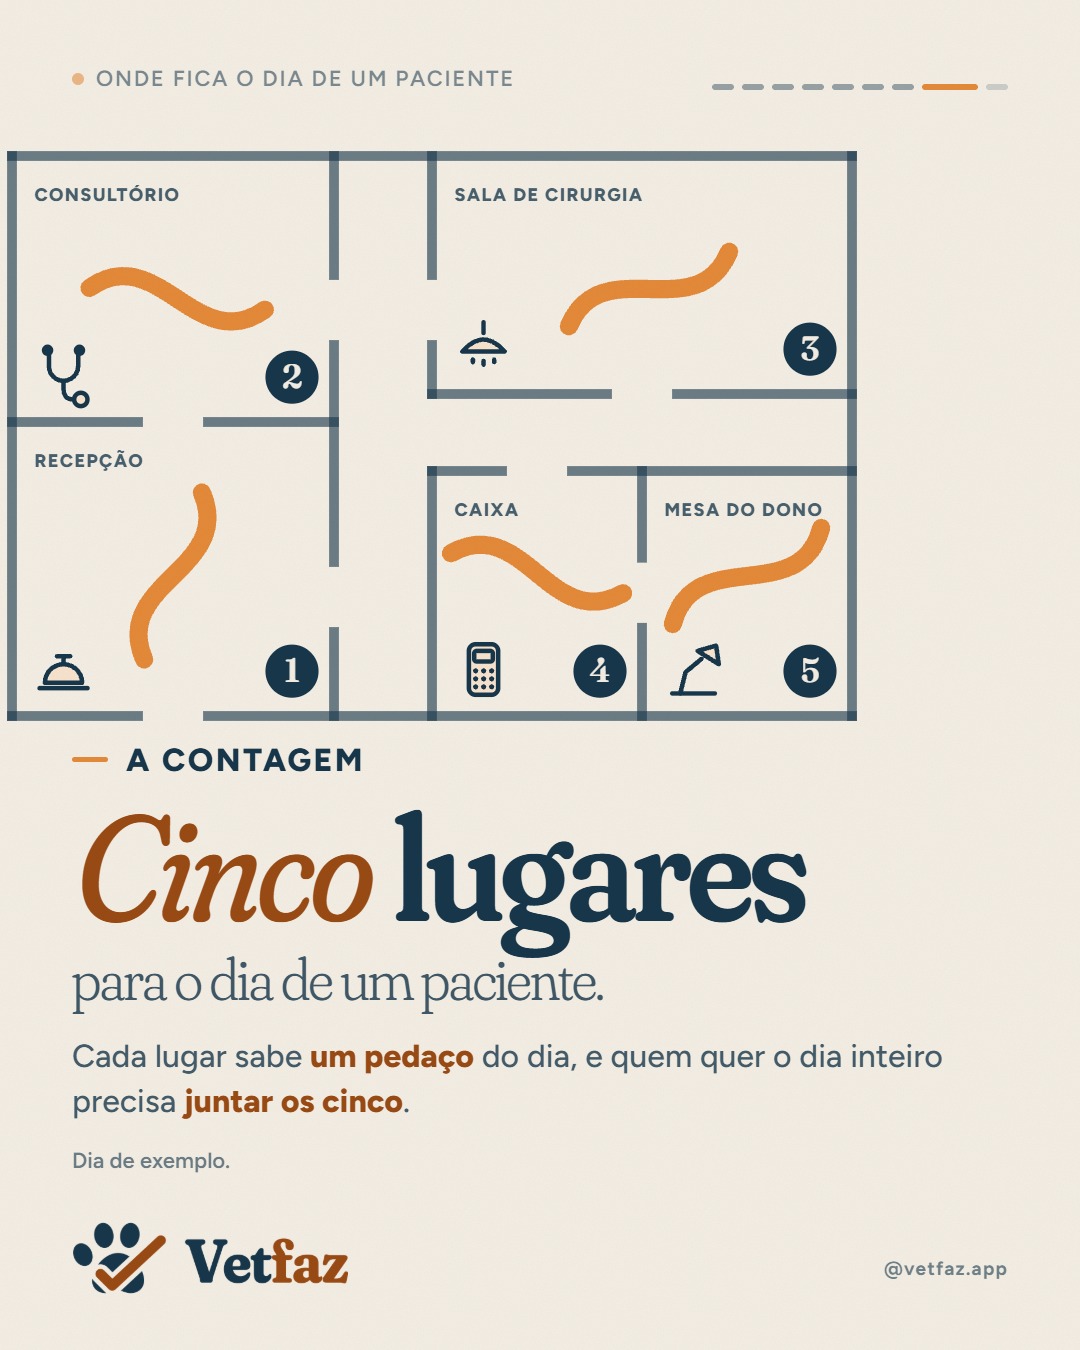 ONDE FICA O DIA DE UM PACIENTE
CONSULTÓRIO
2
SALA DE CIRURGIA
3
RECEPÇÃO
1
CAIXA
4
MESA DO DONO
5
A CONTAGEM
Cinco lugares
para o dia de um paciente.
Cada lugar sabe um pedaço do dia, e quem quer o dia inteiro
precisa juntar os cinco.
Dia de exemplo.
Vetfaz
@vetfaz.app